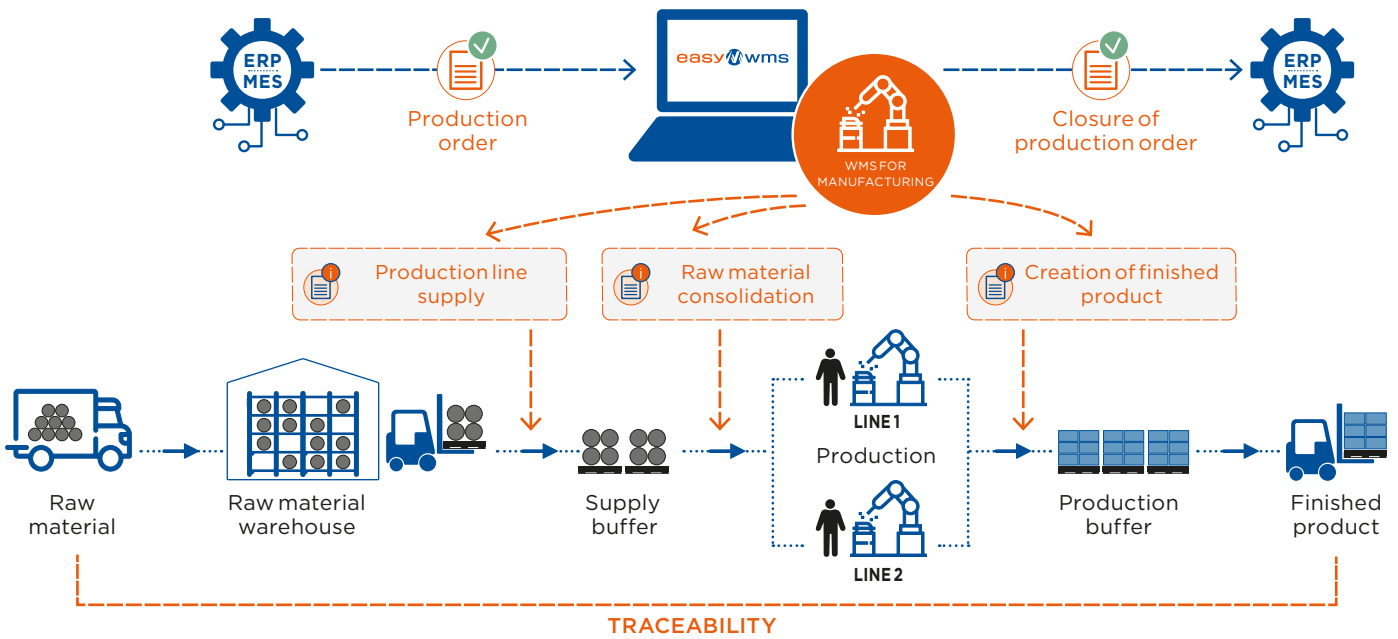 ERP
MES
Production
order
easy wms
WMS FOR
MANUFACTURING
Closure of
production order
ERP
MES
i
Production line
supply
i
Raw material
consolidation
i
Creation of finished
product
Raw
material
Raw material
warehouse
Supply
buffer
LINE 1
Production
LINE 2
Production
buffer
Finished
product
TRACEABILITY